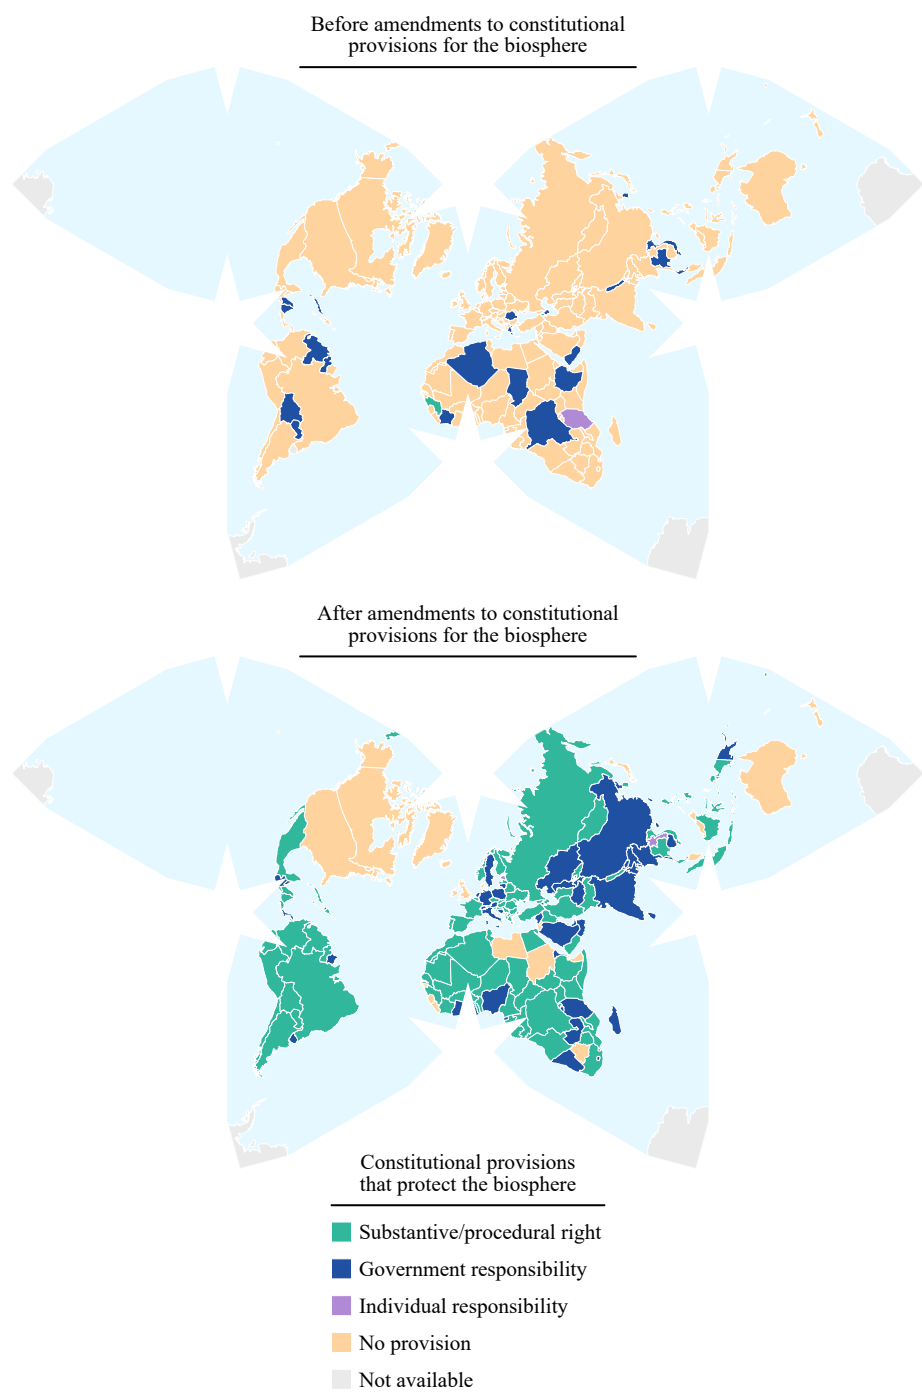 Before amendments to constitutional
provisions for the biosphere
After amendments to constitutional
provisions for the biosphere
Constitutional provisions
that protect the biosphere
Substantive/procedural right
Government responsibility
Individual responsibility
No provision
Not available